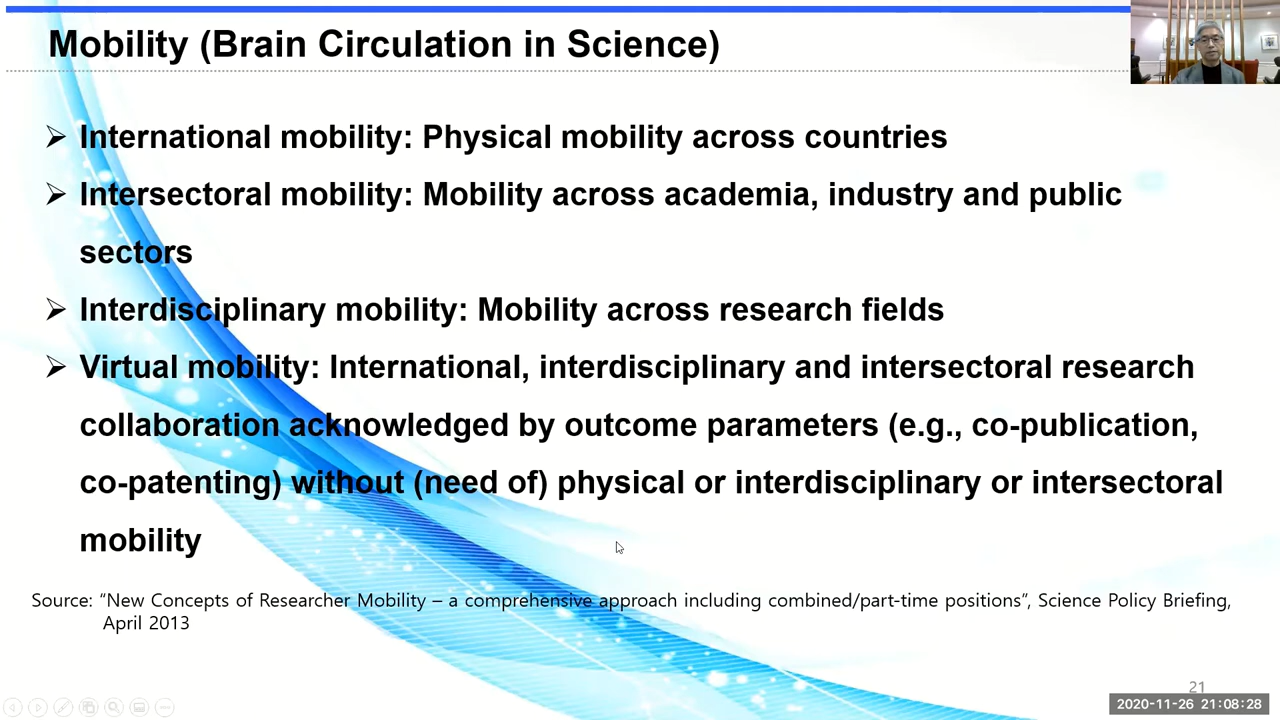 Mobility (Brain Circulation in Science)
➢ International mobility: Physical mobility across countries
➢ Intersectoral mobility: Mobility across academia, industry and public
sectors
➢ Interdisciplinary mobility: Mobility across research fields
➢ Virtual mobility: International, interdisciplinary and intersectoral research
collaboration acknowledged by outcome parameters (e.g., co-publication,
co-patenting) without (need of) physical or interdisciplinary or intersectoral
mobility
Source: “New Concepts of Researcher Mobility – a comprehensive approach including combined/part-time positions”, Science Policy Briefing,
April 2013
21
2020-11-26 21:08:28